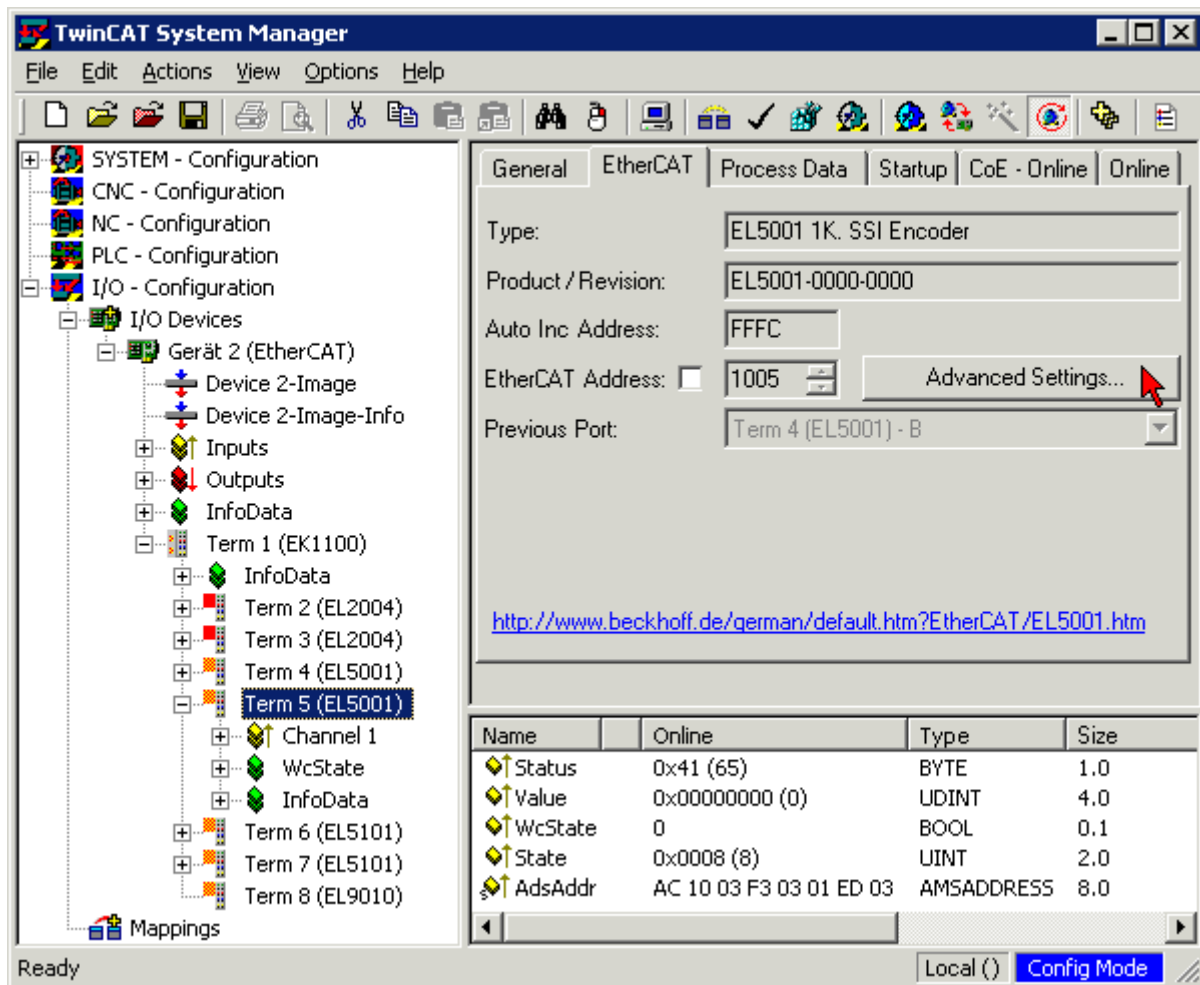 TwinCAT System Manager
File Edit Actions View Options Help
SYSTEM - Configuration
CNC - Configuration
NC - Configuration
PLC - Configuration
I/O - Configuration
I/O Devices
Gerät 2 (EtherCAT)
Device 2-Image
Device 2-Image-Info
Inputs
Outputs
InfoData
Term 1 (EK1100)
InfoData
Term 2 (EL2004)
Term 3 (EL2004)
Term 4 (EL5001)
Term 5 (EL5001)
Channel 1
WcState
InfoData
Term 6 (EL5101)
Term 7 (EL5101)
Term 8 (EL9010)
Mappings
General EtherCAT Process Data Startup CoE - Online Online
Type: EL5001 1K. SSI Encoder
Product / Revision: EL5001-0000-0000
Auto Inc Address: FFFC
EtherCAT Address: 1005 Advanced Settings...
Previous Port: Term 4 (EL5001) - B
http://www.beckhoff.de/german/default.htm?EtherCAT/EL5001.htm
Name Online Type Size
Status 0x41 (65) BYTE 1.0
Value 0x00000000 (0) UDINT 4.0
WcState 0 BOOL 0.1
State 0x0008 (8) UINT 2.0
AdsAddr AC 10 03 F3 03 01 ED 03 AMSADDRESS 8.0
Ready Local () Config Mode